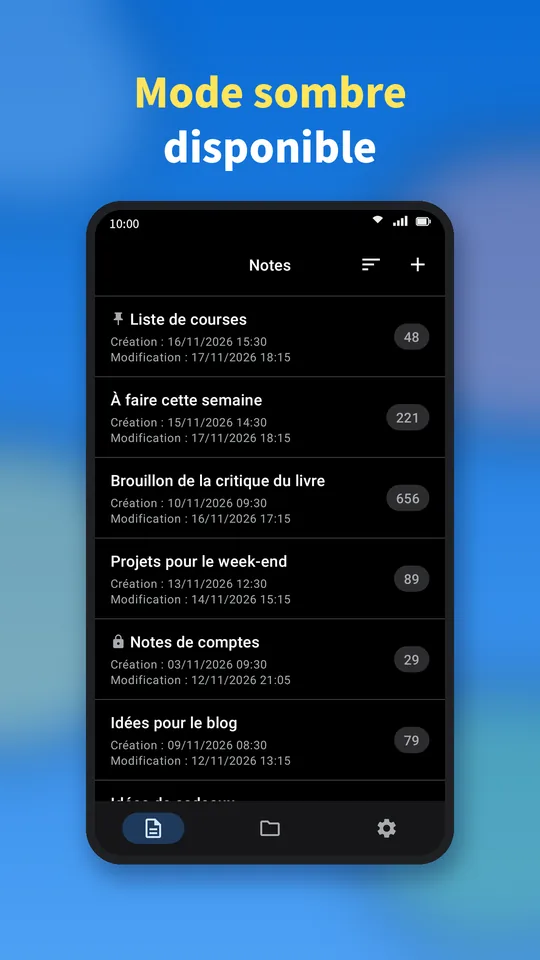 Mode sombre
disponible
10:00
Notes
Liste de courses
Création : 16/11/2026 15:30
Modification : 17/11/2026 18:15
48
À faire cette semaine
Création : 15/11/2026 14:30
Modification : 17/11/2026 18:15
221
Brouillon de la critique du livre
Création : 10/11/2026 09:30
Modification : 16/11/2026 17:15
656
Projets pour le week-end
Création : 13/11/2026 12:30
Modification : 14/11/2026 15:15
89
Notes de comptes
Création : 03/11/2026 09:30
Modification : 12/11/2026 21:05
29
Idées pour le blog
Création : 09/11/2026 08:30
Modification : 12/11/2026 13:15
79
Idées de cadeaux